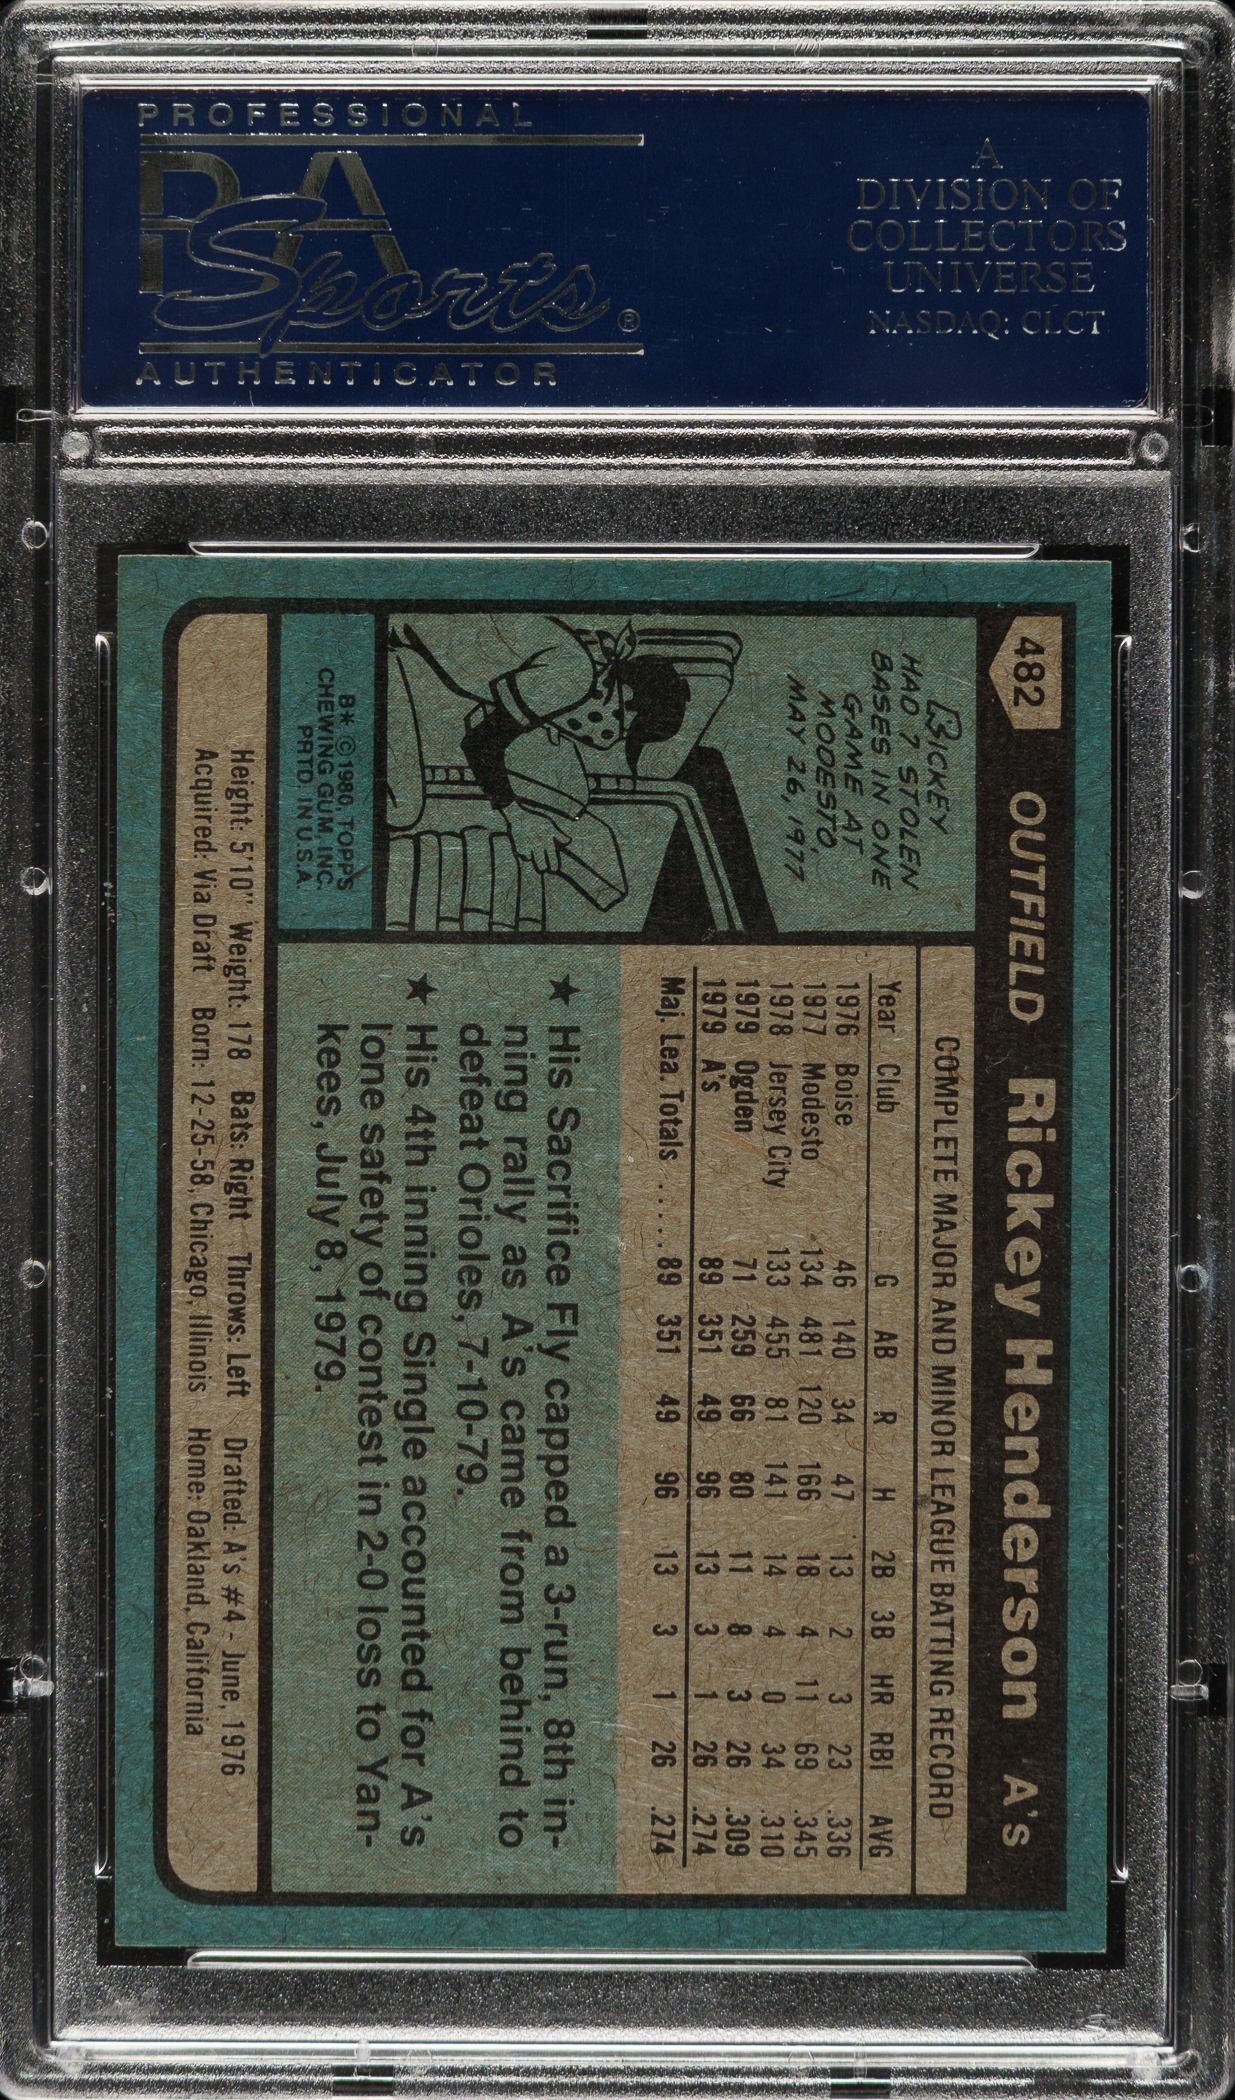 PROFESSIONAL
PSA
Sports®
AUTHENTICATOR
A
DIVISION OF
COLLECTORS
UNIVERSE
NASDAQ: CLCT
482 OUTFIELD Rickey Henderson A's
RICKEY
HAD 7 STOLEN
BASES IN ONE
GAME AT
MODESTO,
MAY 26, 1977
B* © 1980, TOPPS
CHEWING GUM, INC.
PRTD. IN U.S.A.
COMPLETE MAJOR AND MINOR LEAGUE BATTING RECORD
Year Club G AB R H 2B 3B HR RBI AVG
1976 Boise 46 140 34 47 13 2 3 23 .336
1977 Modesto 134 481 120 166 18 4 11 69 .345
1978 Jersey City 133 455 81 141 14 4 0 34 .310
1979 Ogden 71 259 66 80 11 8 3 26 .309
1979 A's 89 351 49 96 13 3 1 26 .274
Maj. Lea. Totals ...... 89 351 49 96 13 3 1 26 .274
★ His Sacrifice Fly capped a 3-run, 8th in-
ning rally as A's came from behind to
defeat Orioles, 7-10-79.
★ His 4th inning Single accounted for A's
lone safety of contest in 2-0 loss to Yan-
kees, July 8, 1979.
Height: 5'10" Weight: 178 Bats: Right Throws: Left Drafted: A's #4 - June, 1976
Acquired: Via Draft Born: 12-25-58, Chicago, Illinois Home: Oakland, California